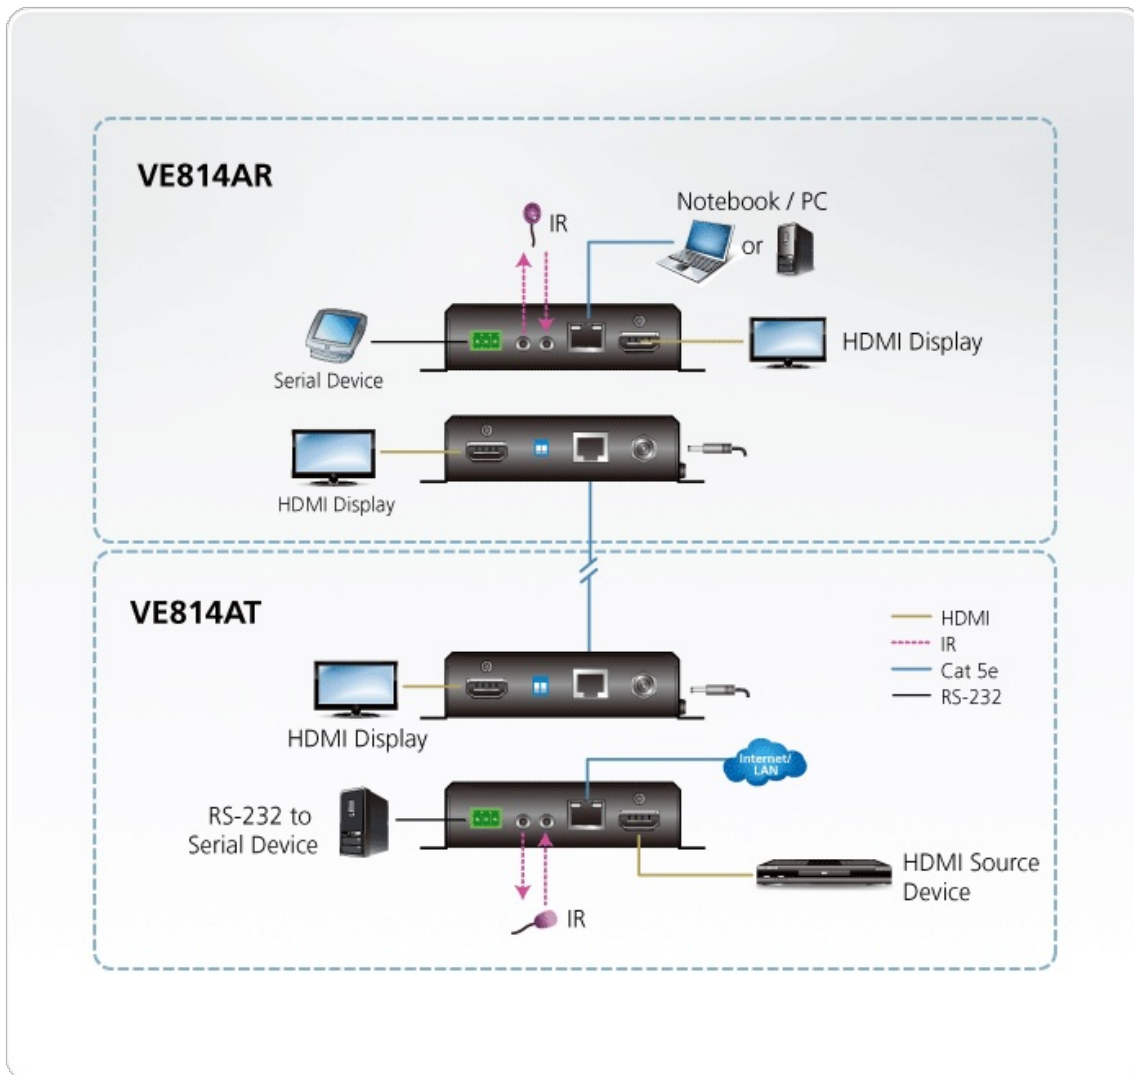 VE814AR
Notebook / PC
IR
or
HDMI Display
Serial Device
HDMI Display
VE814AT
HDMI
IR
Cat 5e
RS-232
HDMI Display
Internet/
LAN
RS-232 to
Serial Device
HDMI Source
Device
IR